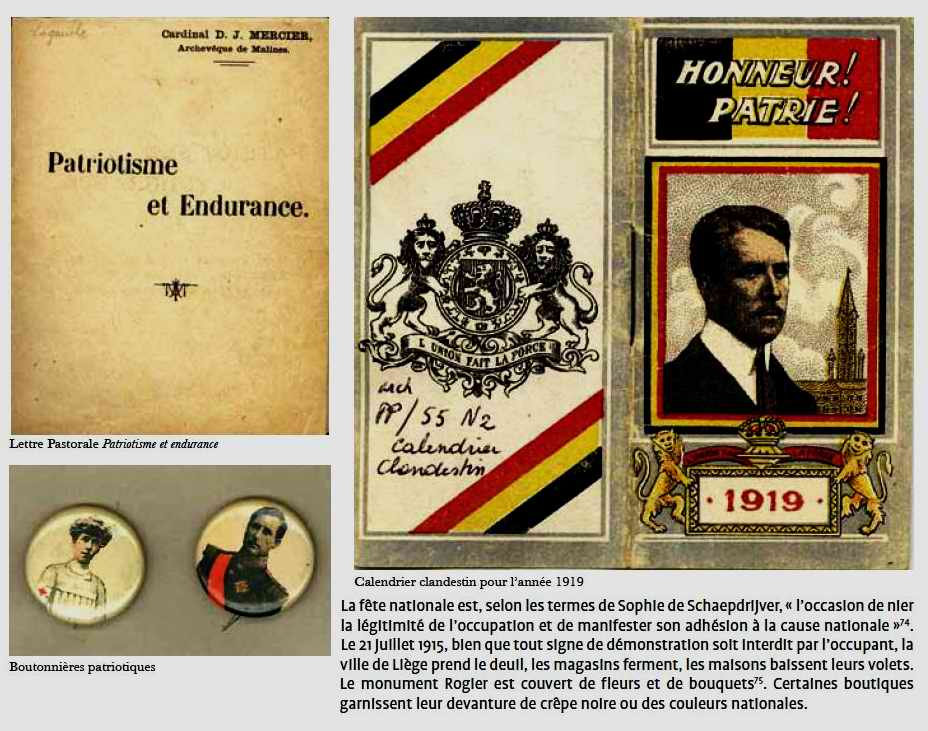 Lagauche
Cardinal D. J. MERCIER,
Archevêque de Malines.
Patriotisme
et Endurance.
Lettre Pastorale Patriotisme et endurance
Boutonnières patriotiques
L'UNION FAIT LA FORCE
arch
PP/55 N2
Calendrier
Clandestin
HONNEUR!
PATRIE!
· 1919 ·
Calendrier clandestin pour l'année 1919
La fête nationale est, selon les termes de Sophie de Schaepdrijver, « l'occasion de nier
la légitimité de l'occupation et de manifester son adhésion à la cause nationale »⁷⁴.
Le 21 juillet 1915, bien que tout signe de démonstration soit interdit par l'occupant, la
ville de Liège prend le deuil, les magasins ferment, les maisons baissent leurs volets.
Le monument Rogier est couvert de fleurs et de bouquets⁷⁵. Certaines boutiques
garnissent leur devanture de crêpe noire ou des couleurs nationales.